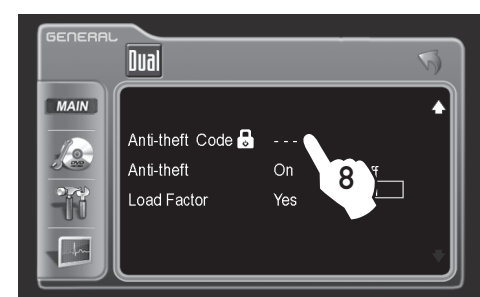 GENERAL
Dual
MAIN
DVD
Anti-theft Code - - -
Anti-theft On
Load Factor Yes
8